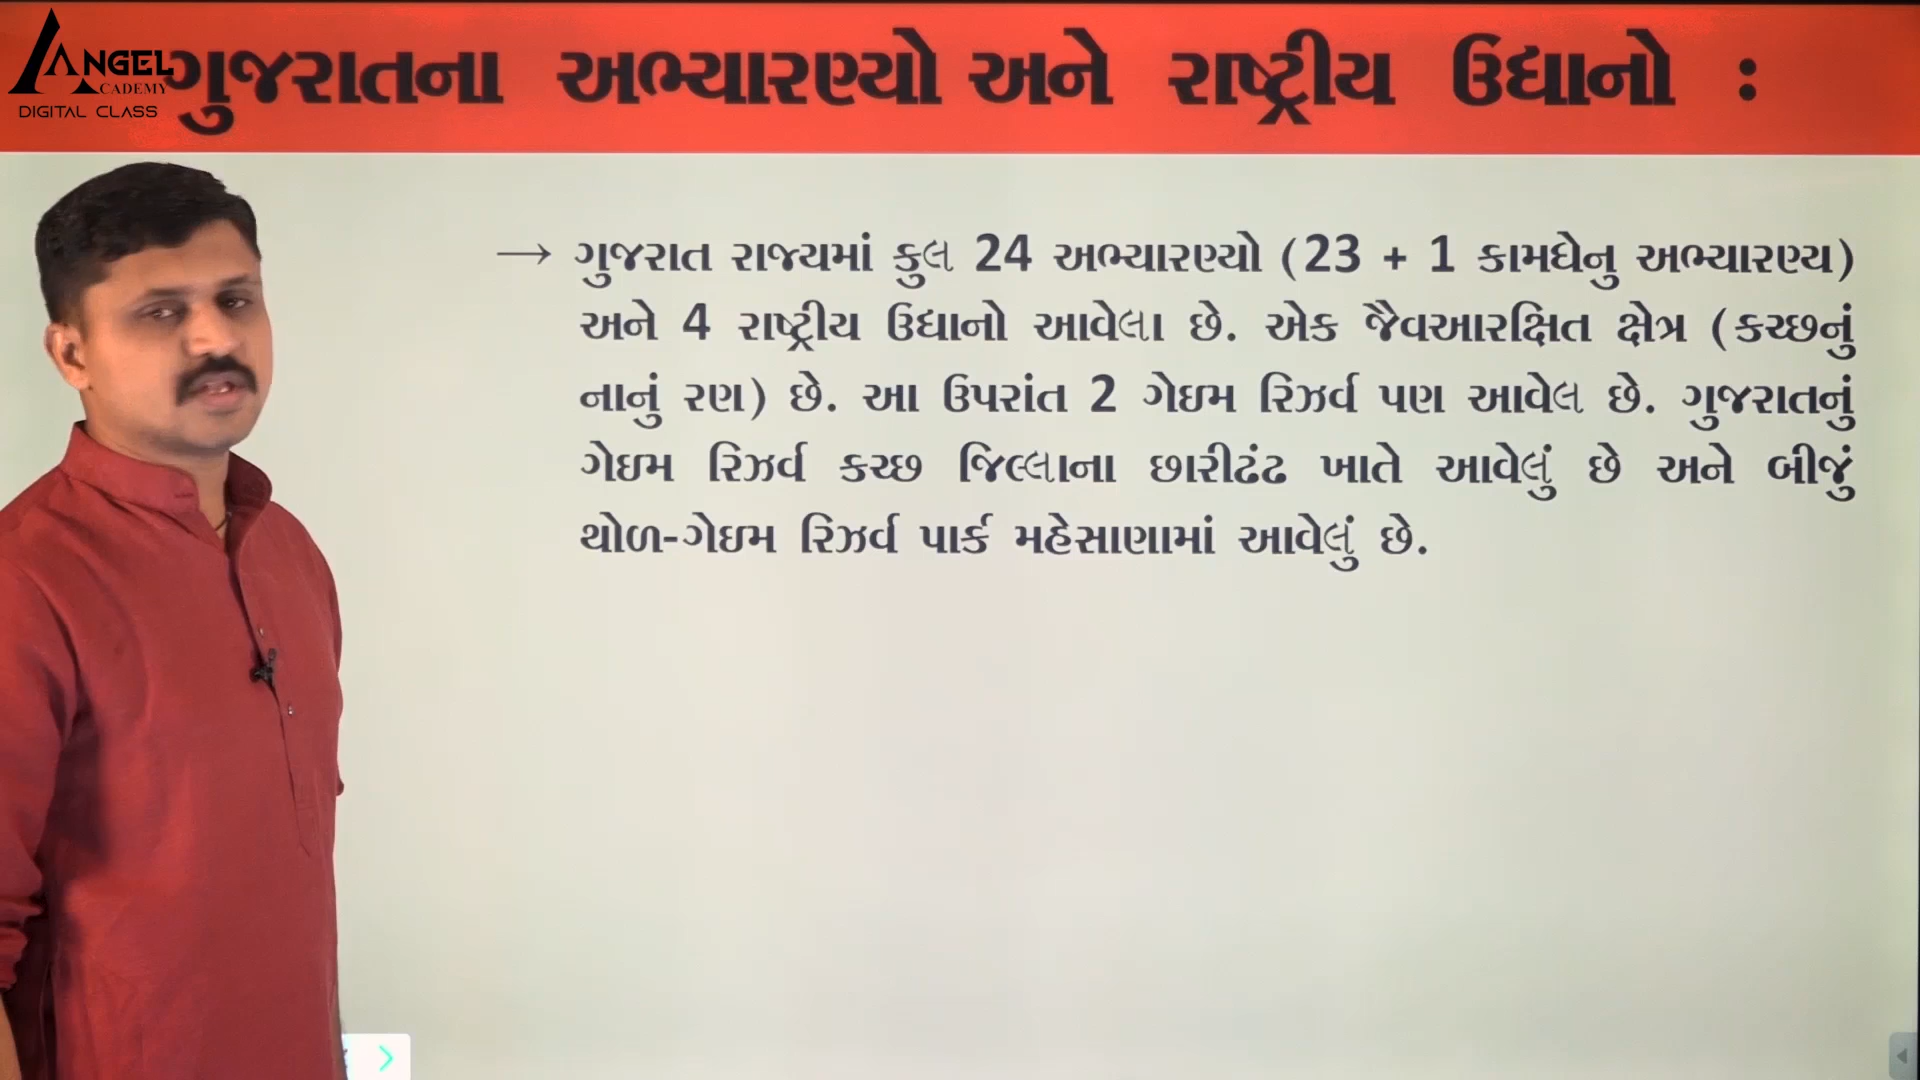 ANGEL
ACADEMY
DIGITAL CLASS
ગુજરાતના અભ્યારણ્યો અને રાષ્ટ્રીય ઉદ્યાનો :
→ ગુજરાત રાજ્યમાં કુલ 24 અભ્યારણ્યો (23 + 1 કામધેનુ અભ્યારણ્ય)
અને 4 રાષ્ટ્રીય ઉદ્યાનો આવેલા છે. એક જૈવઆરક્ષિત ક્ષેત્ર (કચ્છનું
નાનું રણ) છે. આ ઉપરાંત 2 ગેઇમ રિઝર્વ પણ આવેલ છે. ગુજરાતનું
ગેઇમ રિઝર્વ કચ્છ જિલ્લાના છારીઢંઢ ખાતે આવેલું છે અને બીજું
થોળ-ગેઇમ રિઝર્વ પાર્ક મહેસાણામાં આવેલું છે.